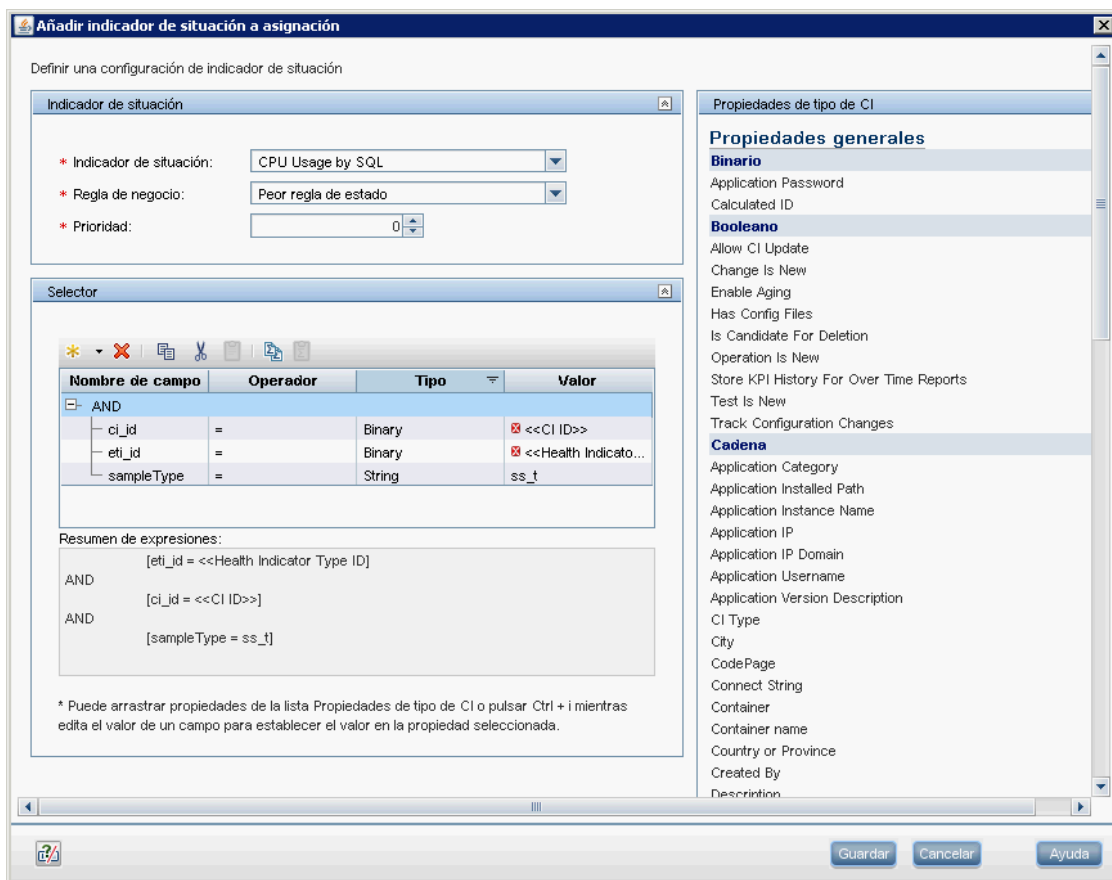 Añadir indicador de situación a asignación
Definir una configuración de indicador de situación
Indicador de situación
* Indicador de situación: CPU Usage by SQL
* Regla de negocio: Peor regla de estado
* Prioridad: 0
Selector
Nombre de campo Operador Tipo Valor
AND
ci_id = Binary <<CI ID>>
eti_id = Binary <<Health Indicato...
sampleType = String ss_t
Resumen de expresiones:
[eti_id = <<Health Indicator Type ID]
AND
[ci_id = <<CI ID>>]
AND
[sampleType = ss_t]
* Puede arrastrar propiedades de la lista Propiedades de tipo de CI o pulsar Ctrl + i mientras
edita el valor de un campo para establecer el valor en la propiedad seleccionada.
Propiedades de tipo de CI
Propiedades generales
Binario
Application Password
Calculated ID
Booleano
Allow CI Update
Change Is New
Enable Aging
Has Config Files
Is Candidate For Deletion
Operation Is New
Store KPI History For Over Time Reports
Test Is New
Track Configuration Changes
Cadena
Application Category
Application Installed Path
Application Instance Name
Application IP
Application IP Domain
Application Username
Application Version Description
CI Type
City
CodePage
Connect String
Container
Container name
Country or Province
Created By
Description
Guardar Cancelar Ayuda